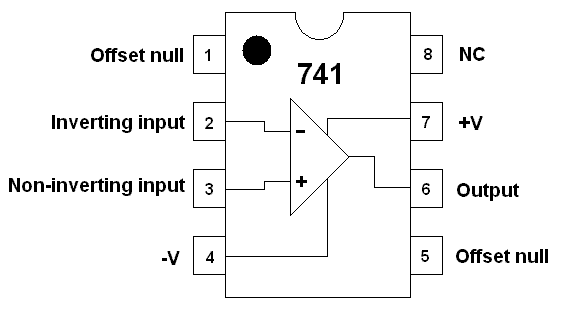 Offset null 1 8 NC
741
Inverting input 2 - 7 +V
Non-inverting input 3 + 6 Output
-V 4 5 Offset null